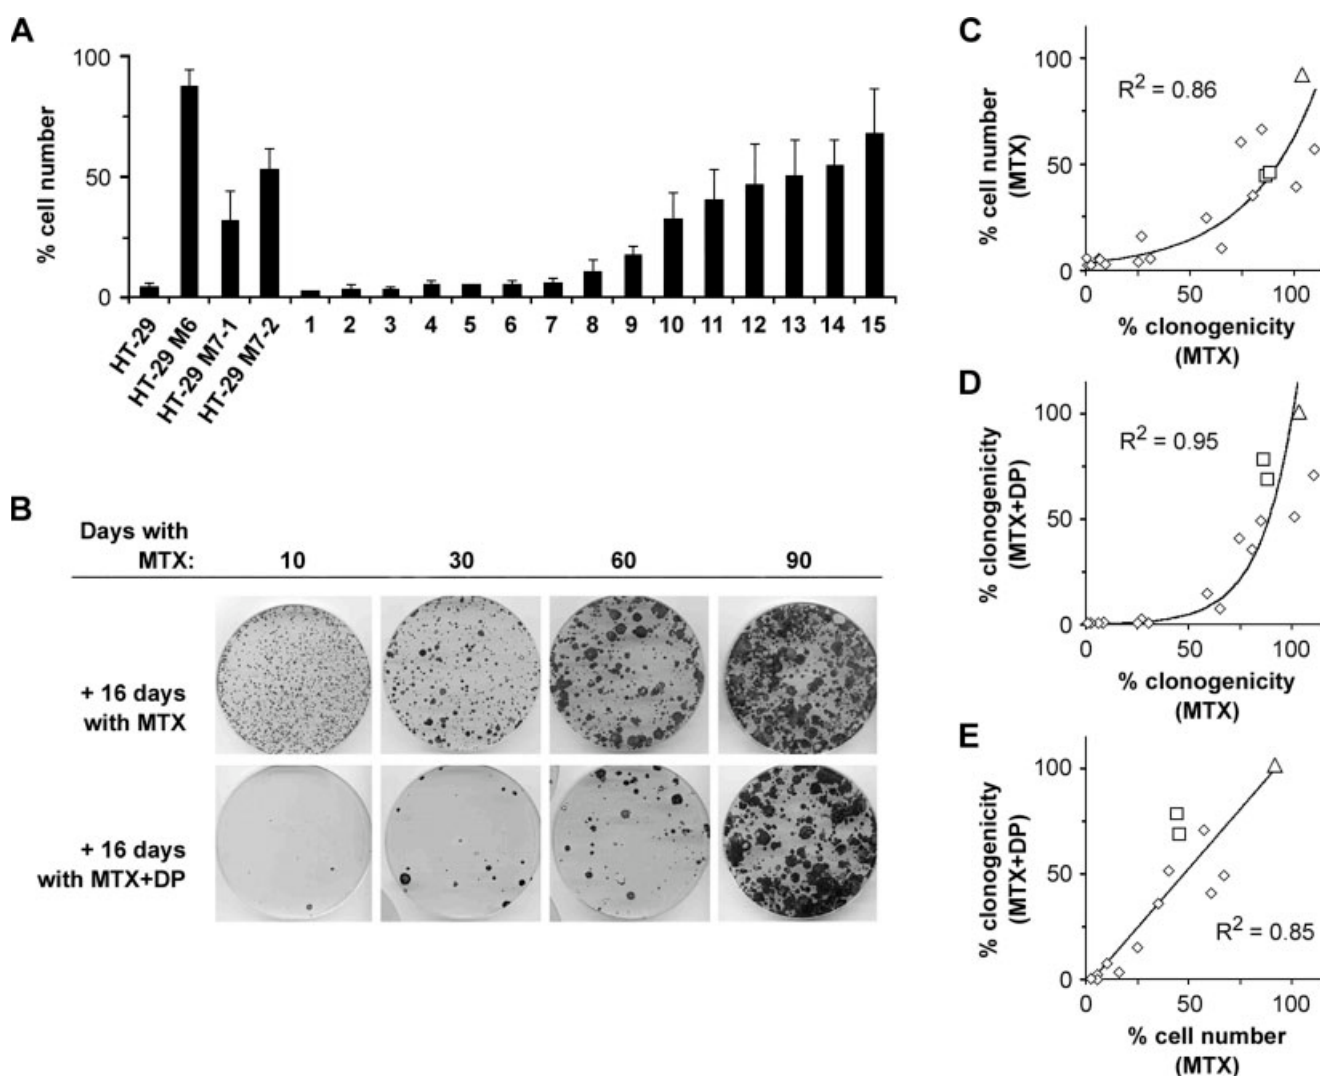 A
100
50
0
% cell number
HT-29
HT-29 M6
HT-29 M7-1
HT-29 M7-2
1 2 3 4 5 6 7 8 9 10 11 12 13 14 15
B
Days with
MTX:
10 30 60 90
+ 16 days
with MTX
+ 16 days
with MTX+DP
C
% cell number
(MTX)
100
50
0
R² = 0.86
0 50 100
% clonogenicity
(MTX)
D
% clonogenicity
(MTX+DP)
100
50
0
R² = 0.95
0 50 100
% clonogenicity
(MTX)
E
% clonogenicity
(MTX+DP)
100
50
0
R² = 0.85
0 50 100
% cell number
(MTX)